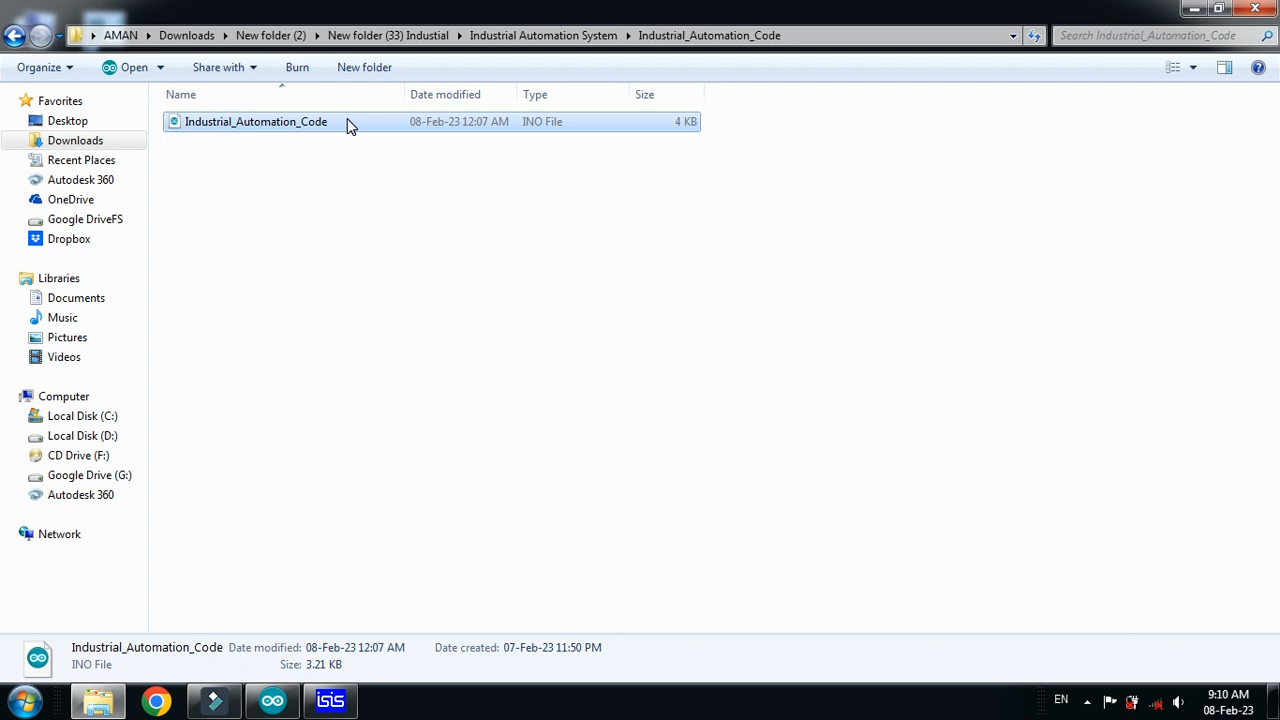 AMAN Downloads New folder (2) New folder (33) Industial Industrial Automation System Industrial_Automation_Code Search Industrial_Automation_Code
Organize Open Share with Burn New folder
Name Date modified Type Size
Industrial_Automation_Code 08-Feb-23 12:07 AM INO File 4 KB
Favorites
Desktop
Downloads
Recent Places
Autodesk 360
OneDrive
Google DriveFS
Dropbox
Libraries
Documents
Music
Pictures
Videos
Computer
Local Disk (C:)
Local Disk (D:)
CD Drive (F:)
Google Drive (G:)
Autodesk 360
Network
Industrial_Automation_Code Date modified: 08-Feb-23 12:07 AM Date created: 07-Feb-23 11:50 PM
INO File Size: 3.21 KB
isis
EN
9:10 AM
08-Feb-23